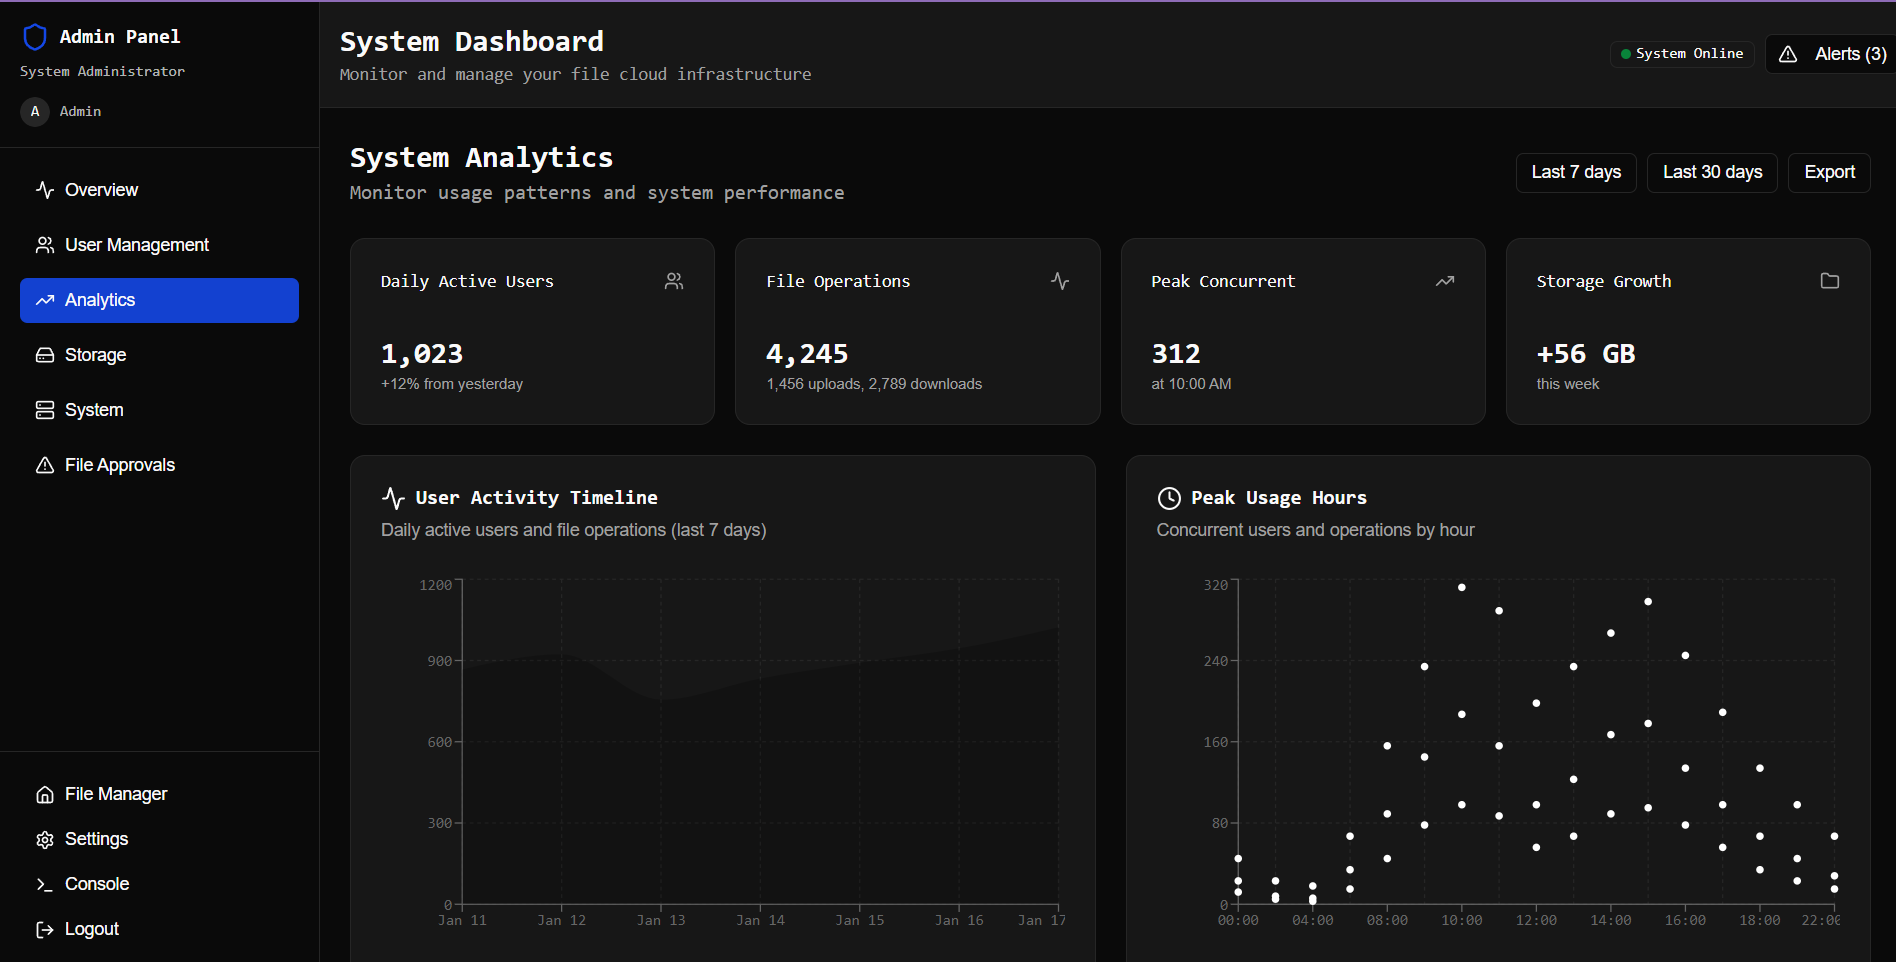 Admin Panel
System Administrator
A Admin
Overview
User Management
Analytics
Storage
System
File Approvals
File Manager
Settings
Console
Logout
System Dashboard
Monitor and manage your file cloud infrastructure
System Online
Alerts (3)
System Analytics
Monitor usage patterns and system performance
Last 7 days
Last 30 days
Export
Daily Active Users
1,023
+12% from yesterday
File Operations
4,245
1,456 uploads, 2,789 downloads
Peak Concurrent
312
at 10:00 AM
Storage Growth
+56 GB
this week
User Activity Timeline
Daily active users and file operations (last 7 days)
1200
900
600
300
0
Jan 11 Jan 12 Jan 13 Jan 14 Jan 15 Jan 16 Jan 17
Peak Usage Hours
Concurrent users and operations by hour
320
240
160
80
0
00:00 04:00 08:00 10:00 12:00 14:00 16:00 18:00 22:00